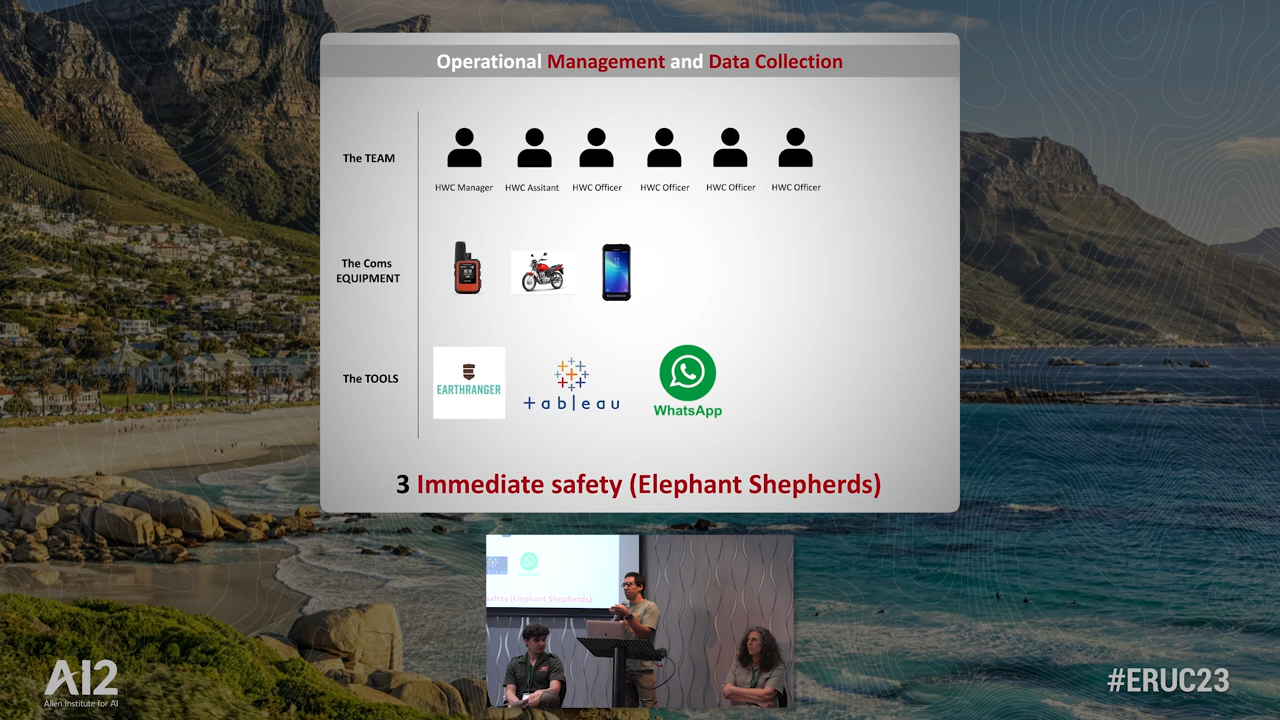 Operational Management and Data Collection
The TEAM
HWC Manager
HWC Assitant
HWC Officer
HWC Officer
HWC Officer
HWC Officer
The Coms
EQUIPMENT
The TOOLS
EARTHRANGER
+ableau
WhatsApp
3 Immediate safety (Elephant Shepherds)
safety (Elephant Shepherds)
AI2
Allen Institute for AI
#ERUC23